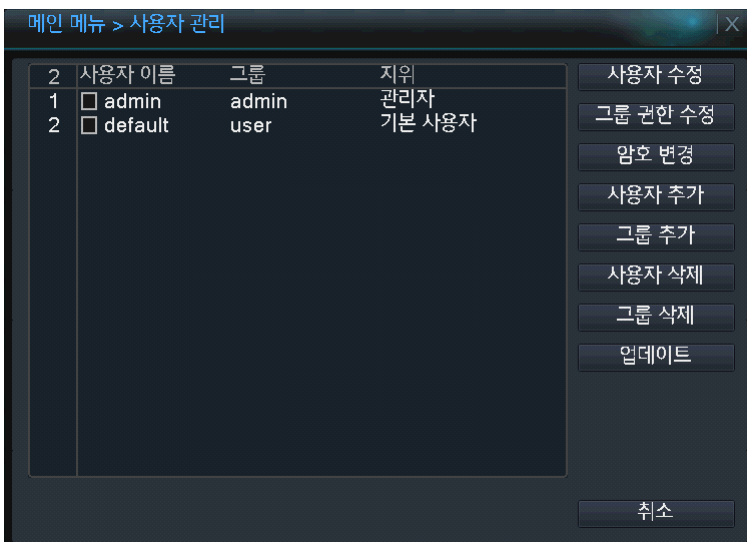 메인 메뉴 > 사용자 관리 X
2 사용자 이름 그룹 지위
1 admin admin 관리자
2 default user 기본 사용자
사용자 수정
그룹 권한 수정
암호 변경
사용자 추가
그룹 추가
사용자 삭제
그룹 삭제
업데이트
취소